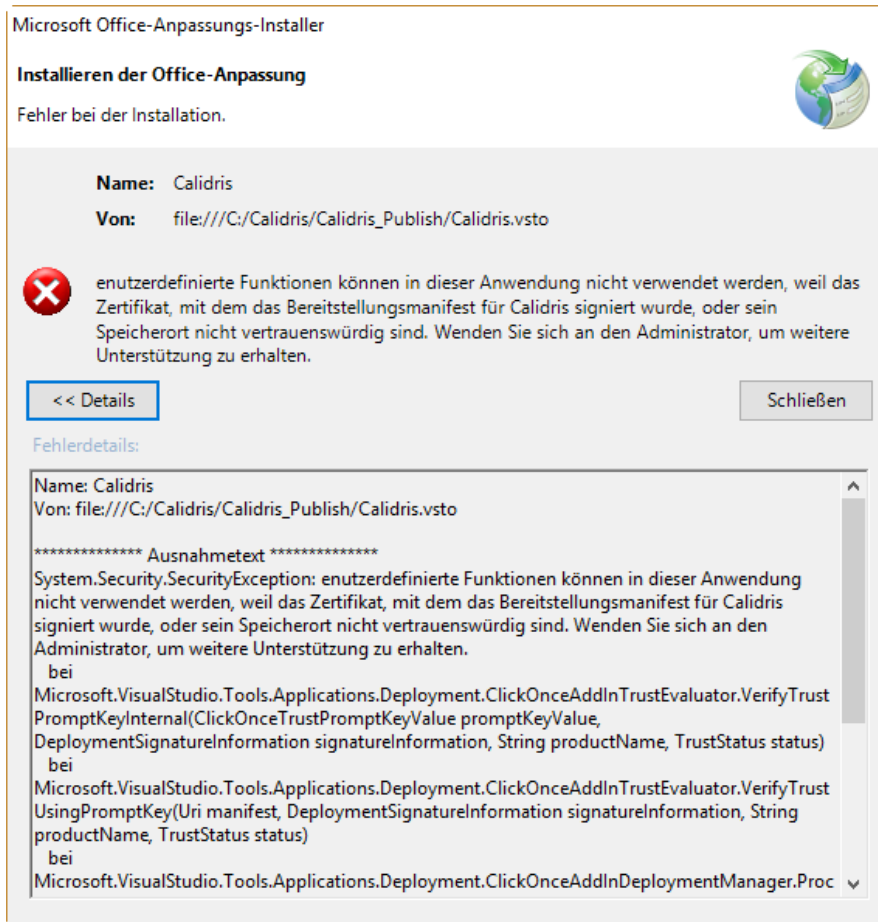 Microsoft Office-Anpassungs-Installer
Installieren der Office-Anpassung
Fehler bei der Installation.
Name: Calidris
Von: file:///C:/Calidris/Calidris_Publish/Calidris.vsto
enutzerdefinierte Funktionen können in dieser Anwendung nicht verwendet werden, weil das
Zertifikat, mit dem das Bereitstellungsmanifest für Calidris signiert wurde, oder sein
Speicherort nicht vertrauenswürdig sind. Wenden Sie sich an den Administrator, um weitere
Unterstützung zu erhalten.
<< Details
Schließen
Fehlerdetails:
Name: Calidris
Von: file:///C:/Calidris/Calidris_Publish/Calidris.vsto
************** Ausnahmetext **************
System.Security.SecurityException: enutzerdefinierte Funktionen können in dieser Anwendung
nicht verwendet werden, weil das Zertifikat, mit dem das Bereitstellungsmanifest für Calidris
signiert wurde, oder sein Speicherort nicht vertrauenswürdig sind. Wenden Sie sich an den
Administrator, um weitere Unterstützung zu erhalten.
bei
Microsoft.VisualStudio.Tools.Applications.Deployment.ClickOnceAddInTrustEvaluator.VerifyTrust
PromptKeyInternal(ClickOnceTrustPromptKeyValue promptKeyValue,
DeploymentSignatureInformation signatureInformation, String productName, TrustStatus status)
bei
Microsoft.VisualStudio.Tools.Applications.Deployment.ClickOnceAddInTrustEvaluator.VerifyTrust
UsingPromptKey(Uri manifest, DeploymentSignatureInformation signatureInformation, String
productName, TrustStatus status)
bei
Microsoft.VisualStudio.Tools.Applications.Deployment.ClickOnceAddInDeploymentManager.Proc